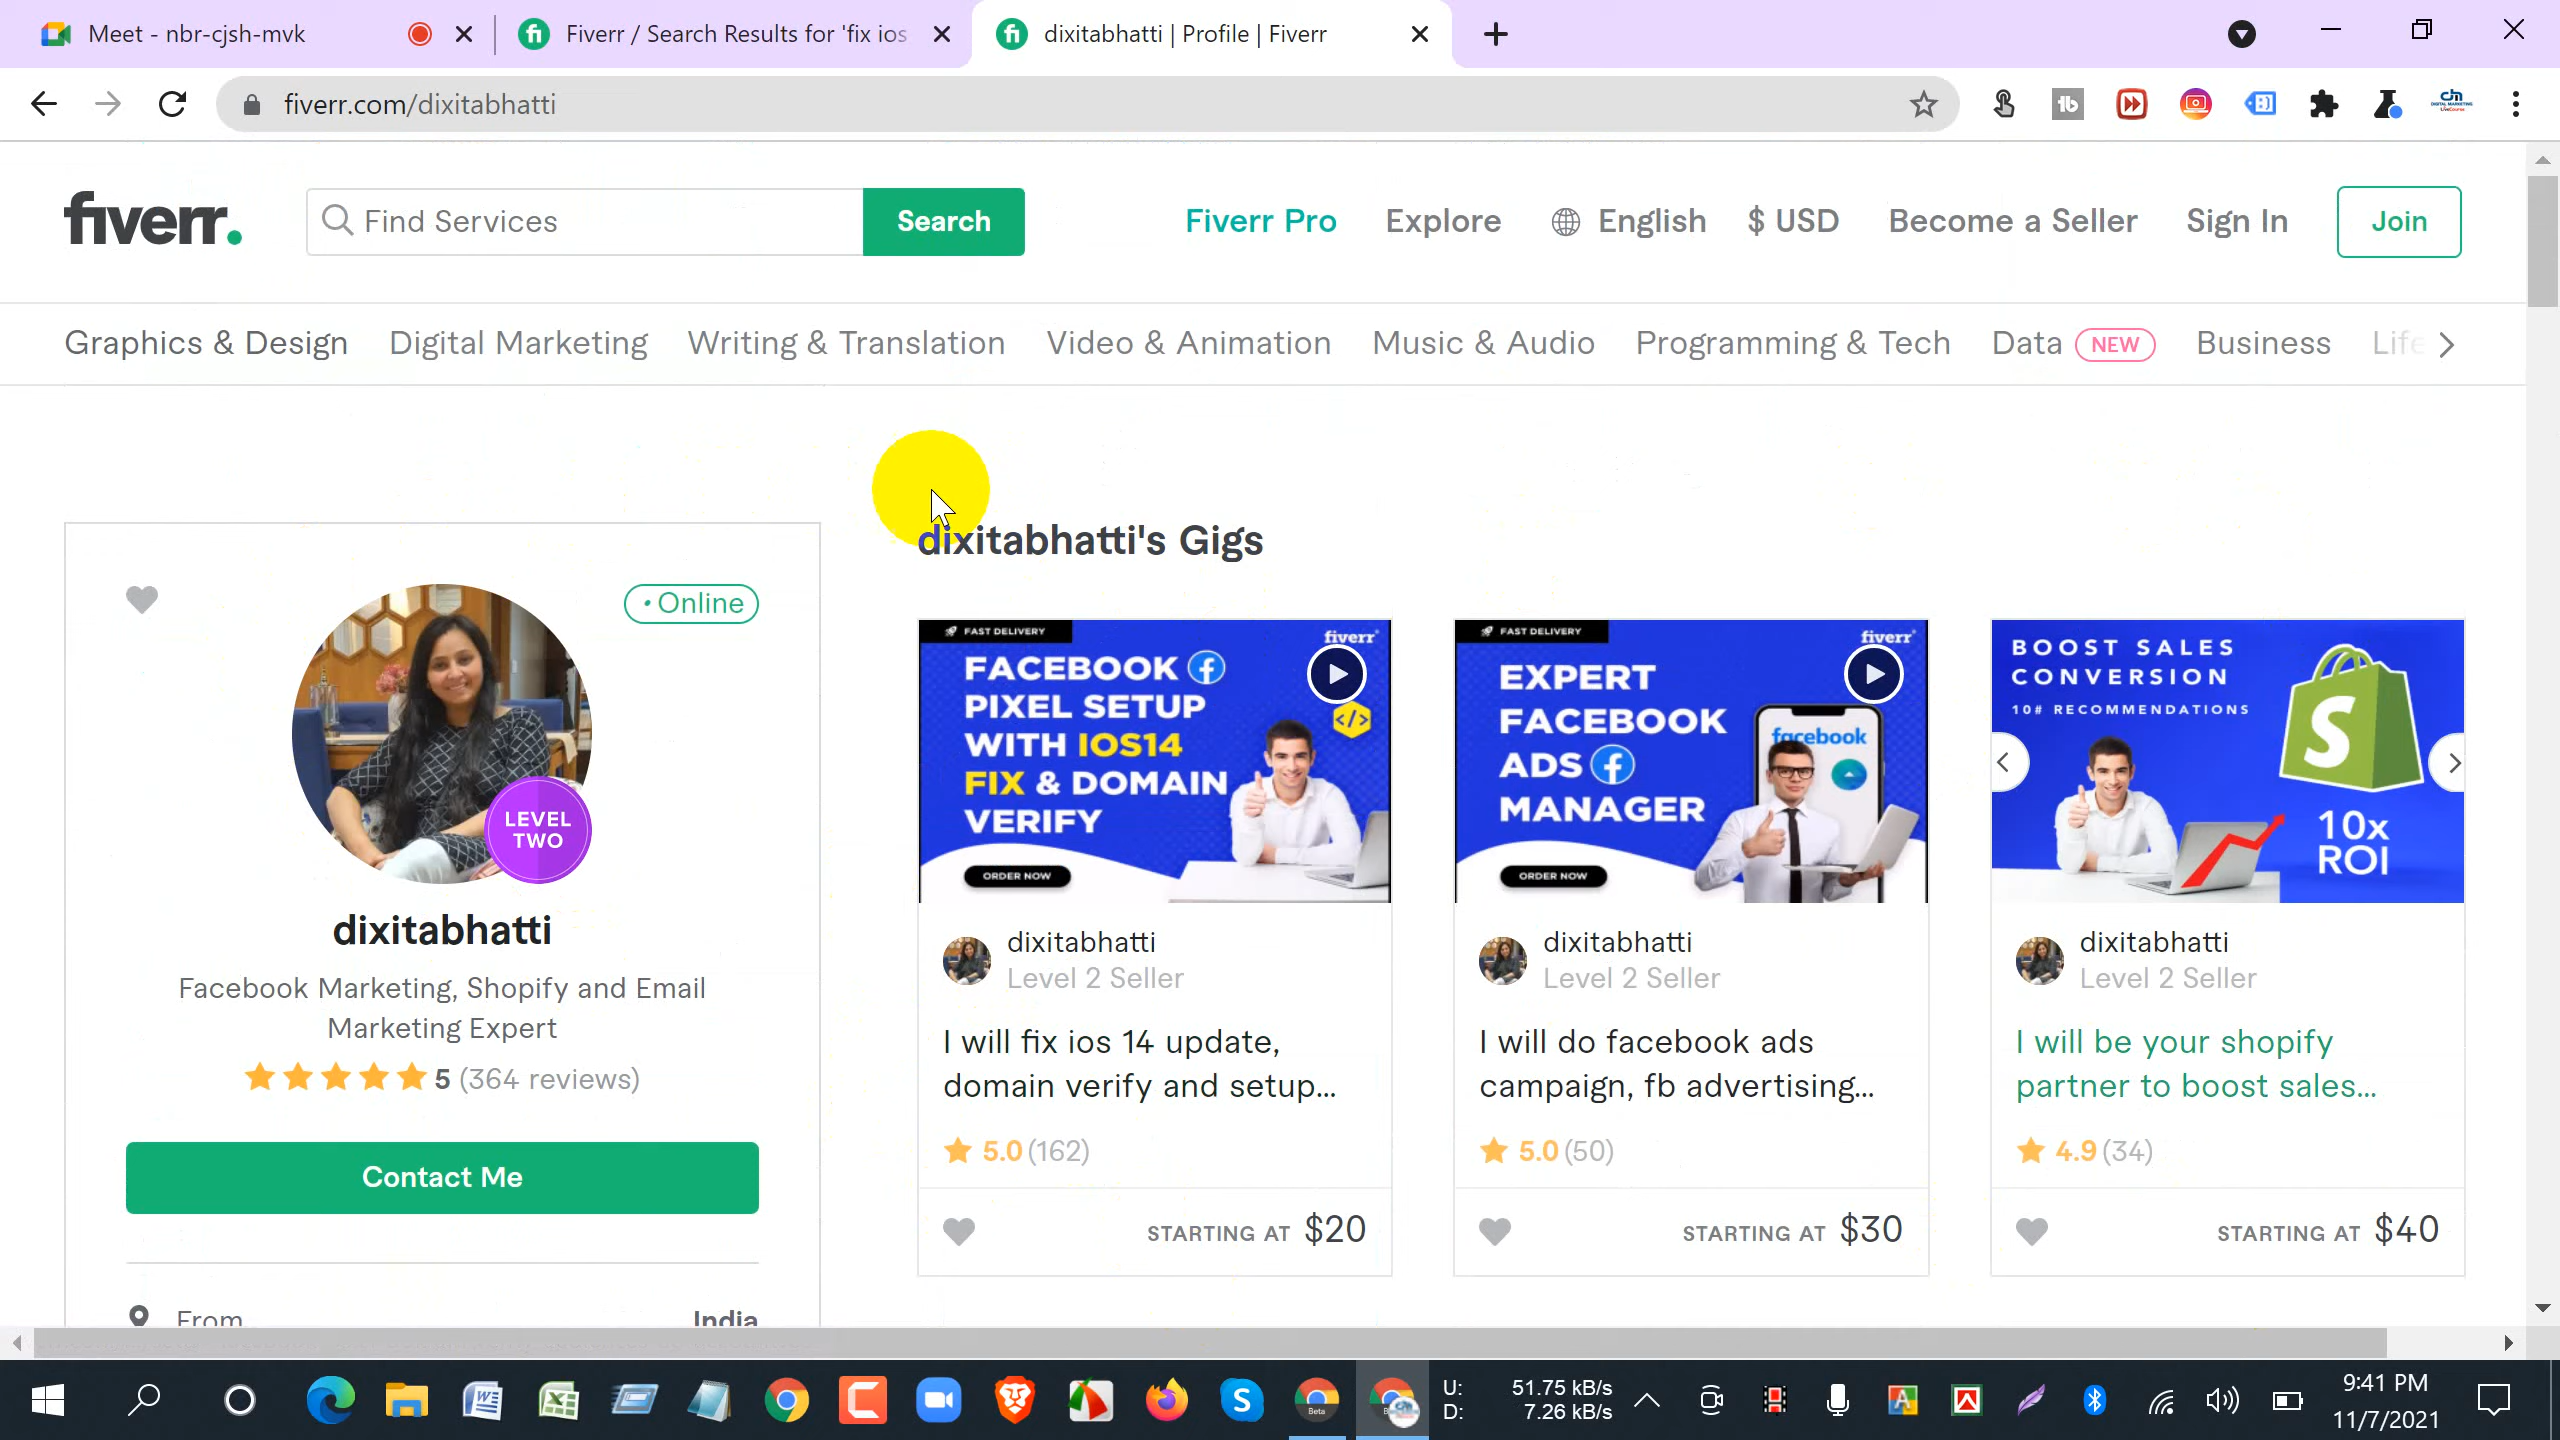 Meet - nbr-cjsh-mvk
Fiverr / Search Results for 'fix ios
dixitabhatti | Profile | Fiverr
fiverr.com/dixitabhatti
fiverr.
Find Services
Search
Fiverr Pro
Explore
English
$ USD
Become a Seller
Sign In
Join
Graphics & Design
Digital Marketing
Writing & Translation
Video & Animation
Music & Audio
Programming & Tech
Data NEW
Business
Life
dixitabhatti's Gigs
• Online
LEVEL
TWO
dixitabhatti
Facebook Marketing, Shopify and Email
Marketing Expert
5 (364 reviews)
Contact Me
From
India
FAST DELIVERY
fiverr
FACEBOOK
PIXEL SETUP
WITH IOS14
FIX & DOMAIN
VERIFY
</>
ORDER NOW
dixitabhatti
Level 2 Seller
I will fix ios 14 update,
domain verify and setup...
5.0 (162)
STARTING AT $20
FAST DELIVERY
fiverr
EXPERT
FACEBOOK
ADS
MANAGER
facebook
ORDER NOW
dixitabhatti
Level 2 Seller
I will do facebook ads
campaign, fb advertising...
5.0 (50)
STARTING AT $30
BOOST SALES
CONVERSION
10# RECOMMENDATIONS
10x
ROI
dixitabhatti
Level 2 Seller
I will be your shopify
partner to boost sales...
4.9 (34)
STARTING AT $40
U: 51.75 kB/s
D: 7.26 kB/s
Beta
9:41 PM
11/7/2021